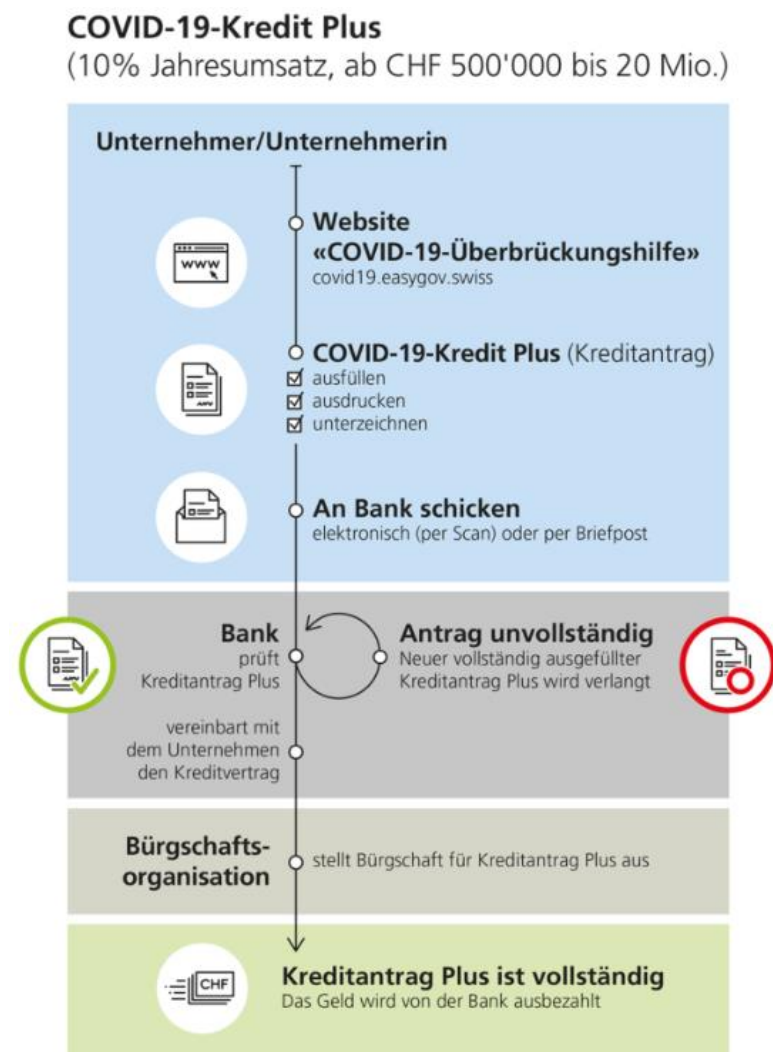 COVID-19-Kredit Plus
(10% Jahresumsatz, ab CHF 500'000 bis 20 Mio.)
Unternehmer/Unternehmerin
www
Website
«COVID-19-Überbrückungshilfe»
covid19.easygov.swiss
COVID-19-Kredit Plus (Kreditantrag)
ausfüllen
ausdrucken
unterzeichnen
An Bank schicken
elektronisch (per Scan) oder per Briefpost
Bank
prüft
Kreditantrag Plus
Antrag unvollständig
Neuer vollständig ausgefüllter
Kreditantrag Plus wird verlangt
vereinbart mit
dem Unternehmen
den Kreditvertrag
Bürgschafts-
organisation
stellt Bürgschaft für Kreditantrag Plus aus
CHF
Kreditantrag Plus ist vollständig
Das Geld wird von der Bank ausbezahlt